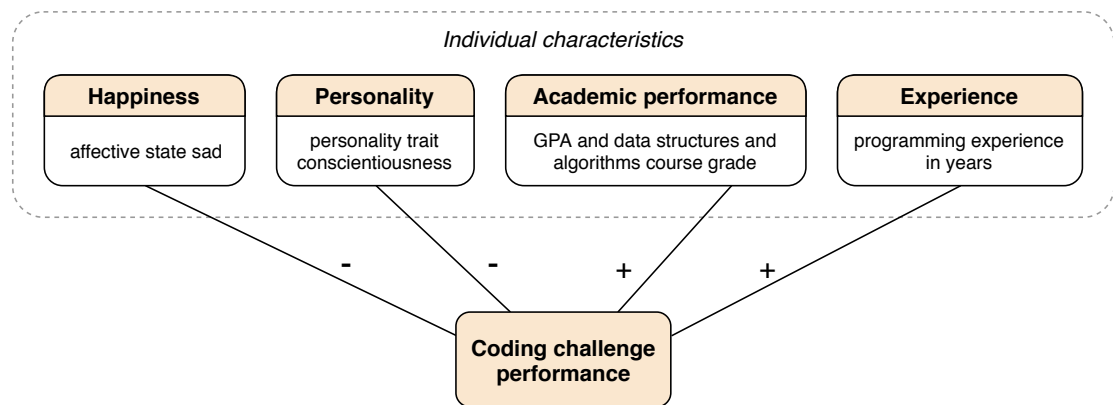 Individual characteristics
Happiness
affective state sad
Personality
personality trait
conscientiousness
Academic performance
GPA and data structures and
algorithms course grade
Experience
programming experience
in years
-
-
+
+
Coding challenge
performance